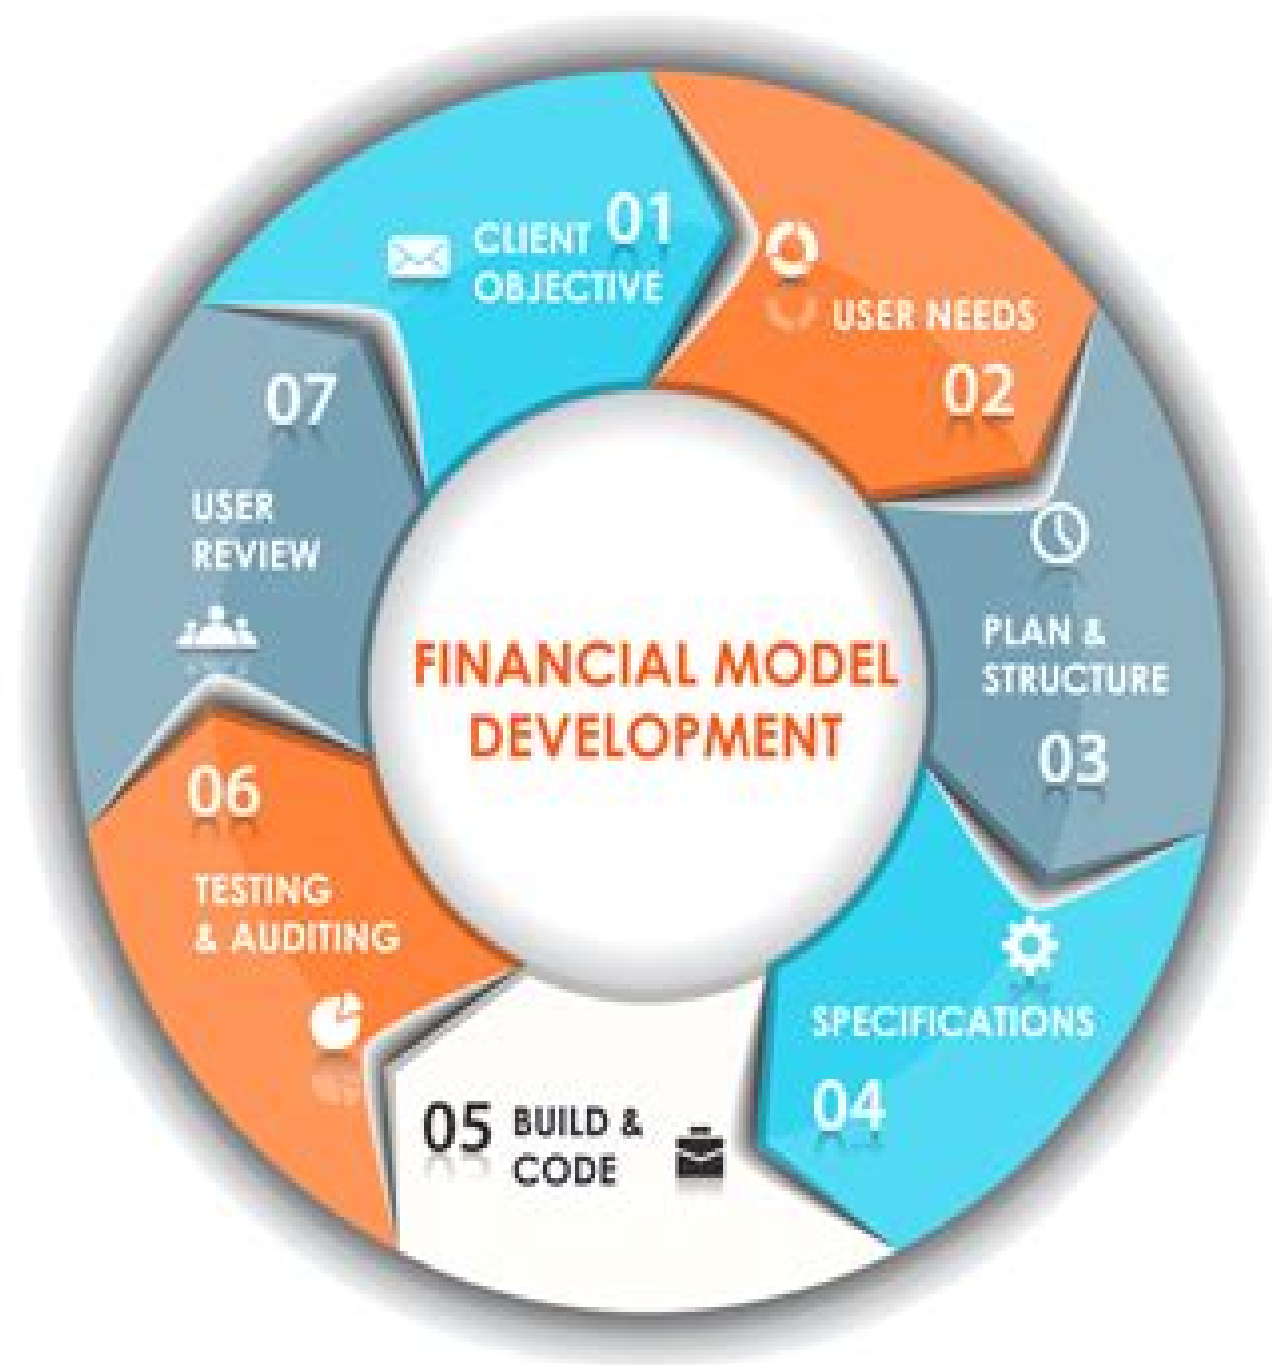 FINANCIAL MODEL
DEVELOPMENT
01
CLIENT
OBJECTIVE
USER NEEDS
02
PLAN &
STRUCTURE
03
SPECIFICATIONS
04
05
BUILD &
CODE
06
TESTING
& AUDITING
07
USER
REVIEW